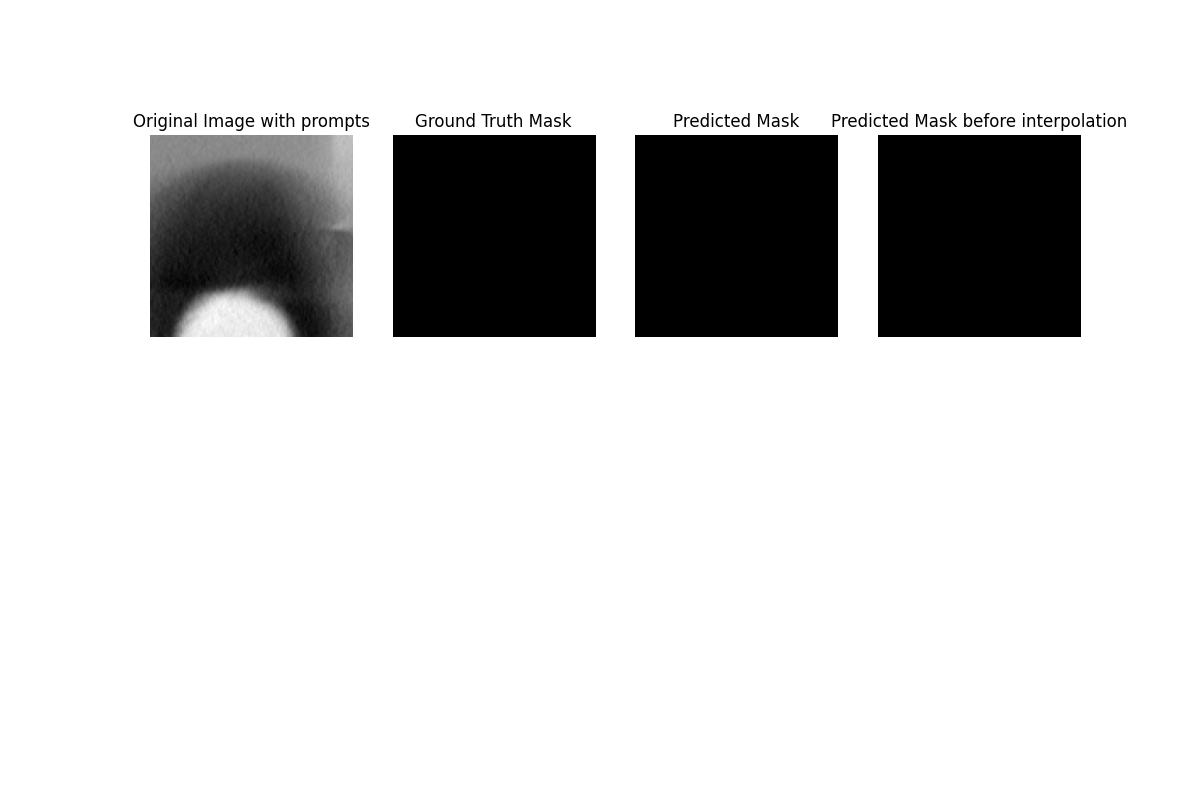 Original Image with prompts
Ground Truth Mask
Predicted Mask
Predicted Mask before interpolation